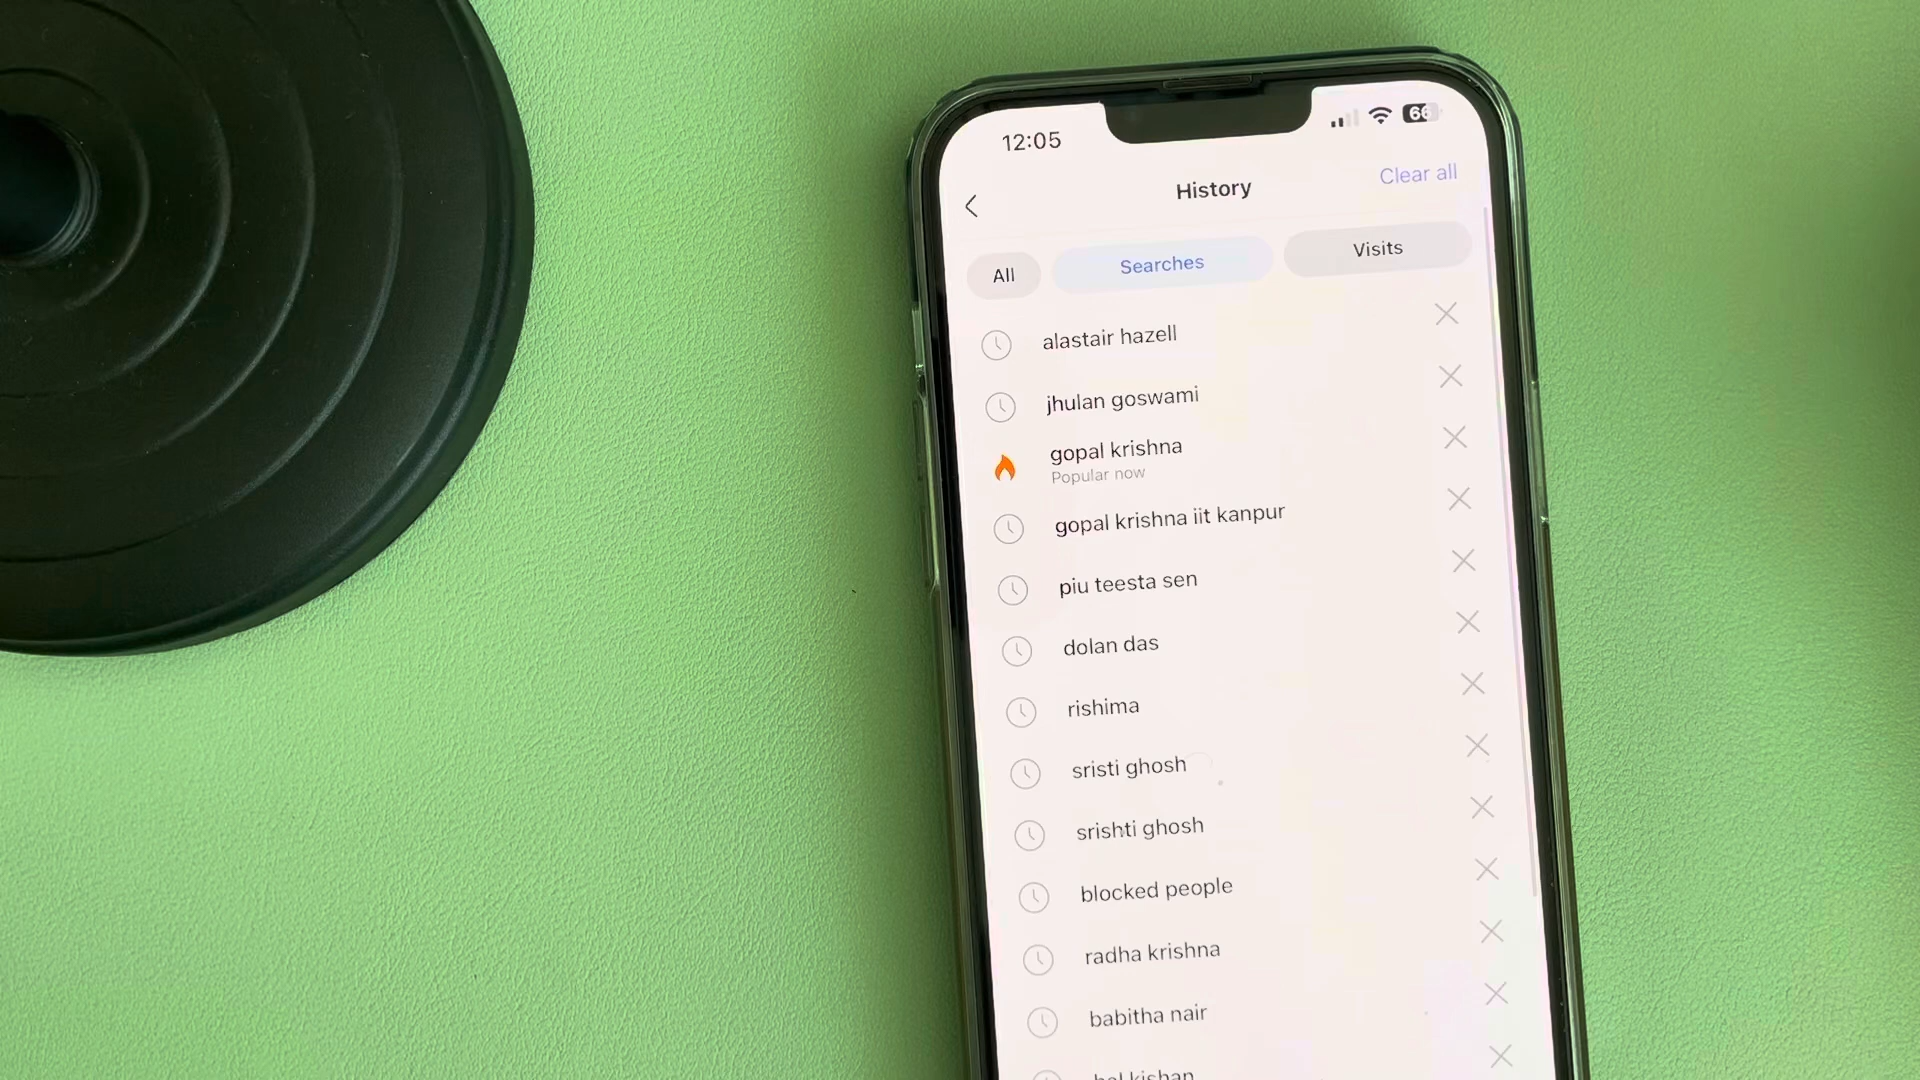 12:05
66
History
Clear all
All
Searches
Visits
alastair hazell
jhulan goswami
gopal krishna
Popular now
gopal krishna iit kanpur
piu teesta sen
dolan das
rishima
sristi ghosh
srishti ghosh
blocked people
radha krishna
babitha nair